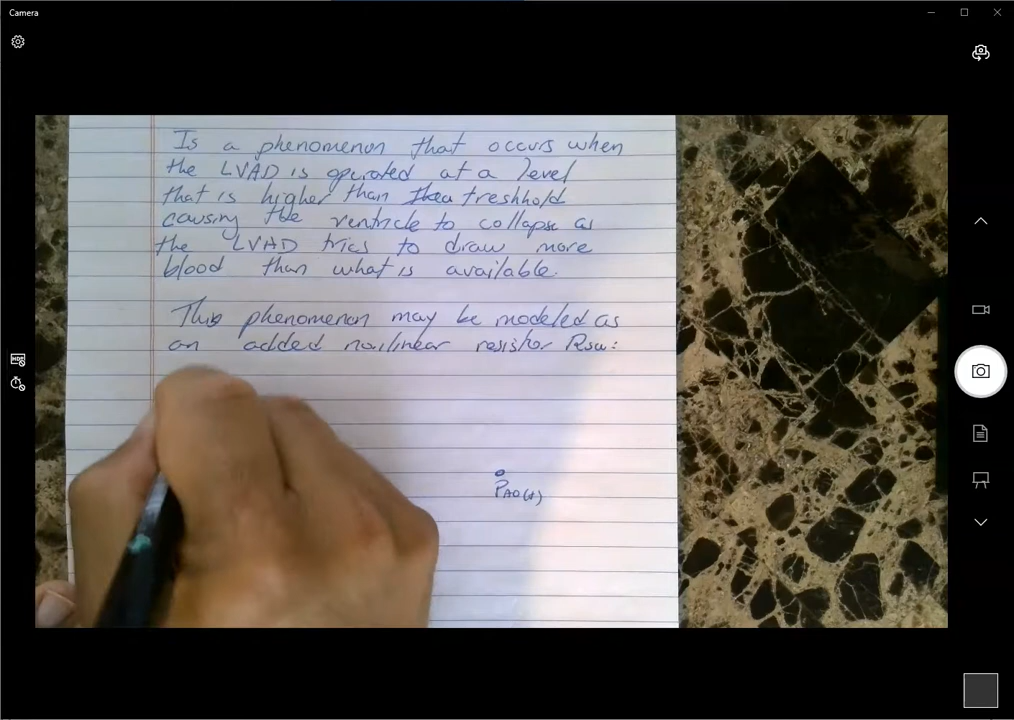 Camera
Is a phenomenon that occurs when
the LVAD is operated at a level
that is higher than treshhold
causing the ventricle to collapse as
the LVAD tries to draw more
blood than what is available.
This phenomenon may be modeled as
an added nonlinear resistor Rsu:
PAO(t)